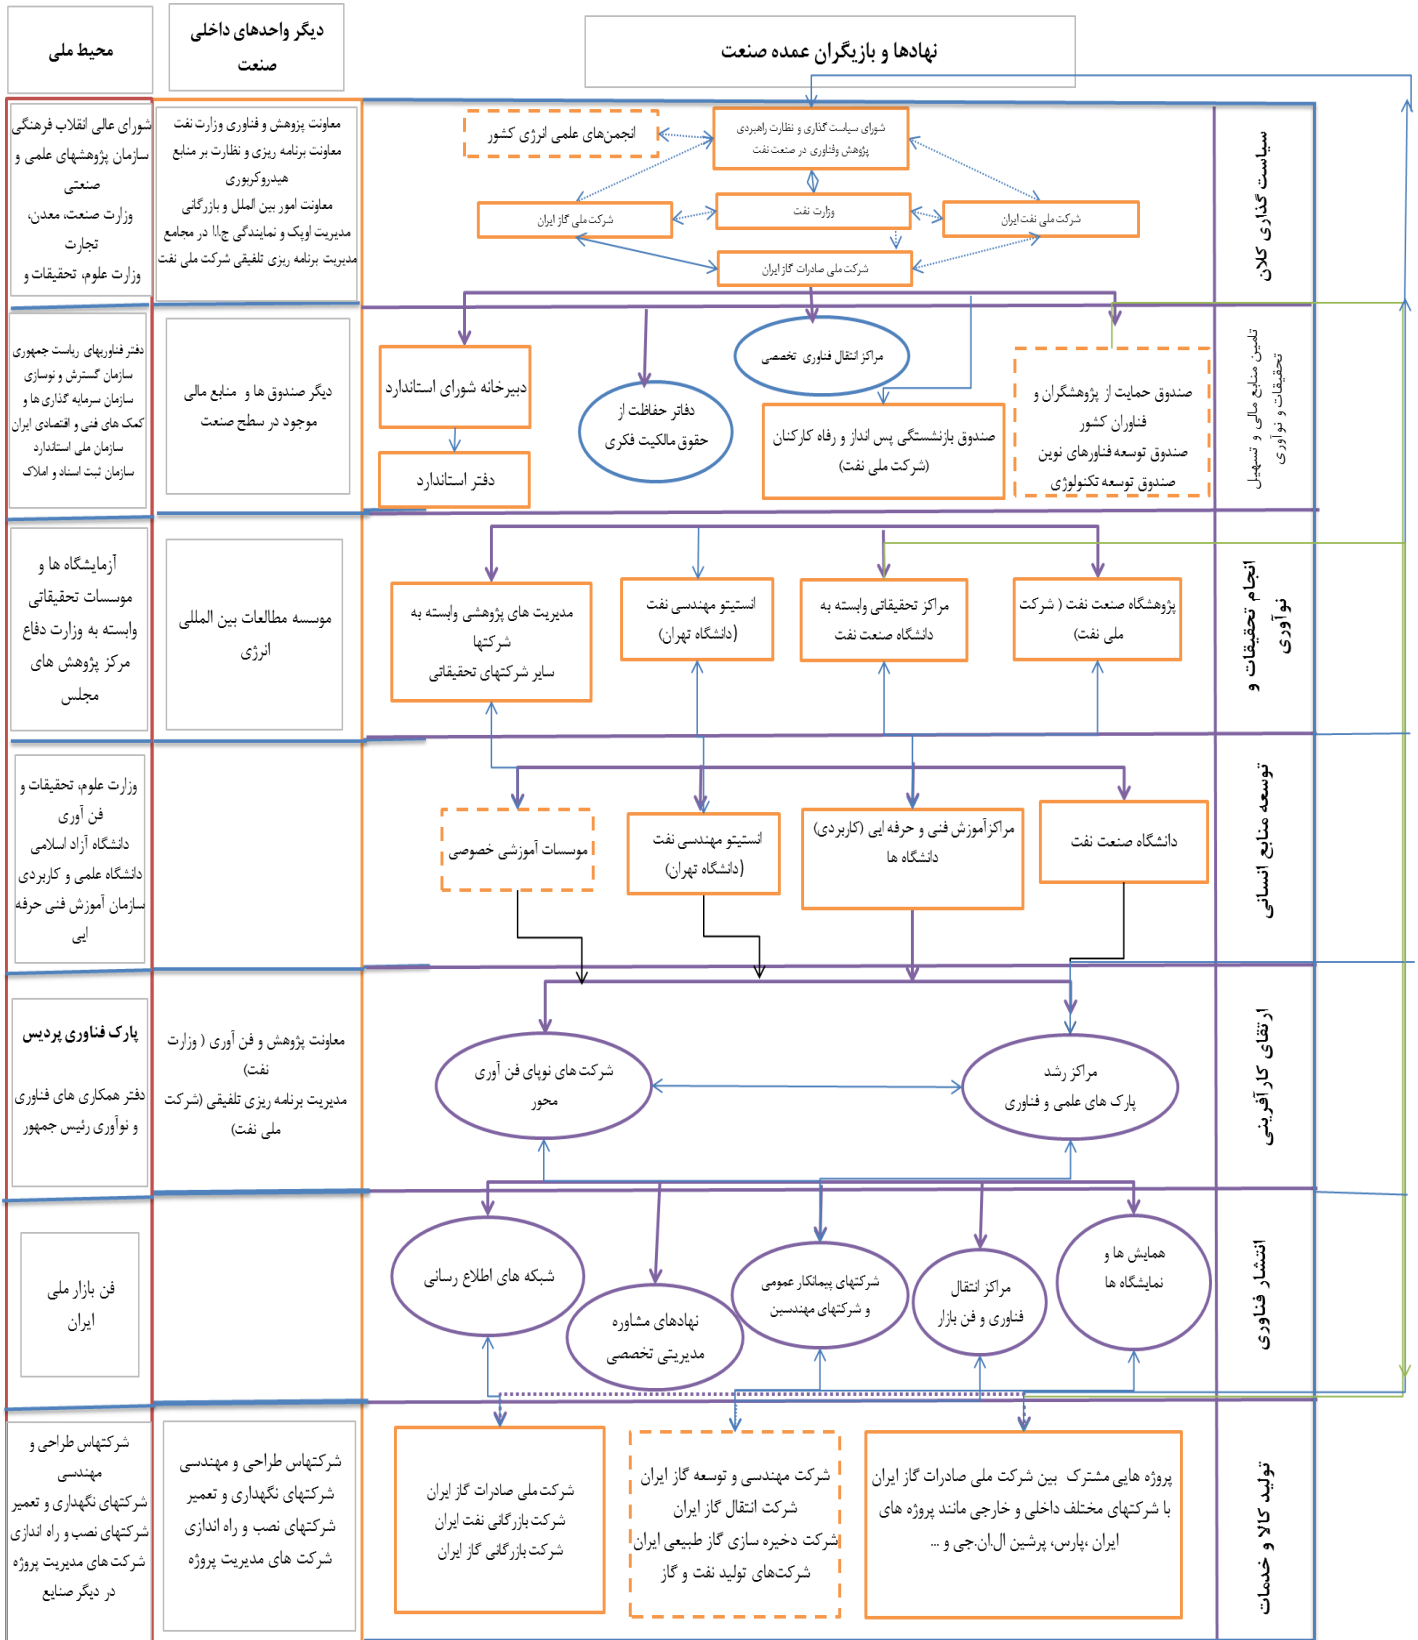 نهادها و بازیگران عمده صنعت
دیگر واحدهای داخلی
صنعت
محیط ملی
سیاست گذاری کلان
شورای سیاست گذاری و نظارت راهبردی
پژوهش وفناوری در صنعت نفت
انجمن‌های علمی انرژی کشور
وزارت نفت
شرکت ملی نفت ایران
شرکت ملی گاز ایران
شرکت ملی صادرات گاز ایران
معاونت پزوهش و فناوری وزارت نفت
معاونت برنامه ریزی و نظارت بر منابع
هیدروکربوری
معاونت امور بین الملل و بازرگانی
مدیریت اوپک و نمایندگی ج.ا.ا در مجامع
مدیریت برنامه ریزی تلفیقی شرکت ملی نفت
شورای عالی انقلاب فرهنگی
سازمان پژوهشهای علمی و
صنعتی
وزارت صنعت، معدن،
تجارت
وزارت علوم، تحقیقات و
تامین منابع مالی و تسهیل
تحقیقات و نوآوری
صندوق حمایت از پژوهشگران و
فناوران کشور
صندوق توسعه فناورهای نوین
صندوق توسعه تکنولوژی
مراکز انتقال فناوری تخصصی
صندوق بازنشستگی پس انداز و رفاه کارکنان
(شرکت ملی نفت)
دفاتر حفاظت از
حقوق مالکیت فکری
دبیرخانه شورای استاندارد
دفتر استاندارد
دیگر صندوق ها و منابع مالی
موجود در سطح صنعت
دفتر فناوریهای ریاست جمهوری
سازمان گسترش و نوسازی
سازمان سرمایه گذاری ها و
کمک های فنی و اقتصادی ایران
سازمان ملی استاندارد
سازمان ثبت اسناد و املاک
انجام تحقیقات و
نوآوری
پژوهشگاه صنعت نفت ( شرکت
ملی نفت)
مراکز تحقیقاتی وابسته به
دانشگاه صنعت نفت
انستیتو مهندسی نفت
(دانشگاه تهران)
مدیریت های پژوهشی وابسته به
شرکتها
سایر شرکتهای تحقیقاتی
موسسه مطالعات بین المللی
انرژی
آزمایشگاه ها و
موسسات تحقیقاتی
وابسته به وزارت دفاع
مرکز پژوهش های
مجلس
توسعه منابع انسانی
دانشگاه صنعت نفت
مراکزآموزش فنی و حرفه ایی (کاربردی)
دانشگاه ها
انستیتو مهندسی نفت
(دانشگاه تهران)
موسسات آموزشی خصوصی
وزارت علوم، تحقیقات و
فن آوری
دانشگاه آزاد اسلامی
دانشگاه علمی و کاربردی
سازمان آموزش فنی حرفه
ایی
ارتقای کارآفرینی
مراکز رشد
پارک های علمی و فناوری
شرکت های نوپای فن آوری
محور
معاونت پژوهش و فن آوری ( وزارت
نفت)
مدیریت برنامه ریزی تلفیقی (شرکت
ملی نفت)
پارک فناوری پردیس
دفتر همکاری های فناوری
و نوآوری رئیس جمهور
انتشار فناوری
همایش ها و
نمایشگاه ها
مراکز انتقال
فناوری و فن بازار
شرکتهای پیمانکار عمومی
و شرکتهای مهندسین
نهادهای مشاوره
مدیریتی تخصصی
شبکه های اطلاع رسانی
فن بازار ملی
ایران
تولید کالا و خدمات
پروژه هایی مشترک بین شرکت ملی صادرات گاز ایران
با شرکتهای مختلف داخلی و خارجی مانند پروژه های
ایران ،پارس، پرشین ال.ان.جی و ...
شرکت مهندسی و توسعه گاز ایران
شرکت انتقال گاز ایران
شرکت دخیره سازی گاز طبیعی ایران
شرکت‌های تولید نفت و گاز
شرکت ملی صادرات گاز ایران
شرکت بازرگانی نفت ایران
شرکت بازرگانی گاز ایران
شرکتهاس طراحی و مهندسی
شرکتهای نگهداری و تعمیر
شرکتهای نصب و راه اندازی
شرکت های مدیریت پروژه
شرکتهاس طراحی و
مهندسی
شرکتهای نگهداری و تعمیر
شرکتهای نصب و راه اندازی
شرکت های مدیریت پروژه
در دیگر صنایع